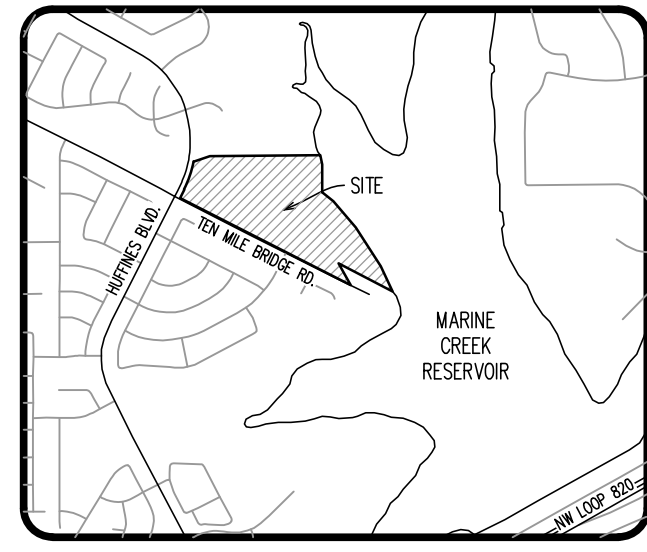 SITE
HUFFINES BLVD.
TEN MILE BRIDGE RD.
MARINE
CREEK
RESERVOIR
NW LOOP 820